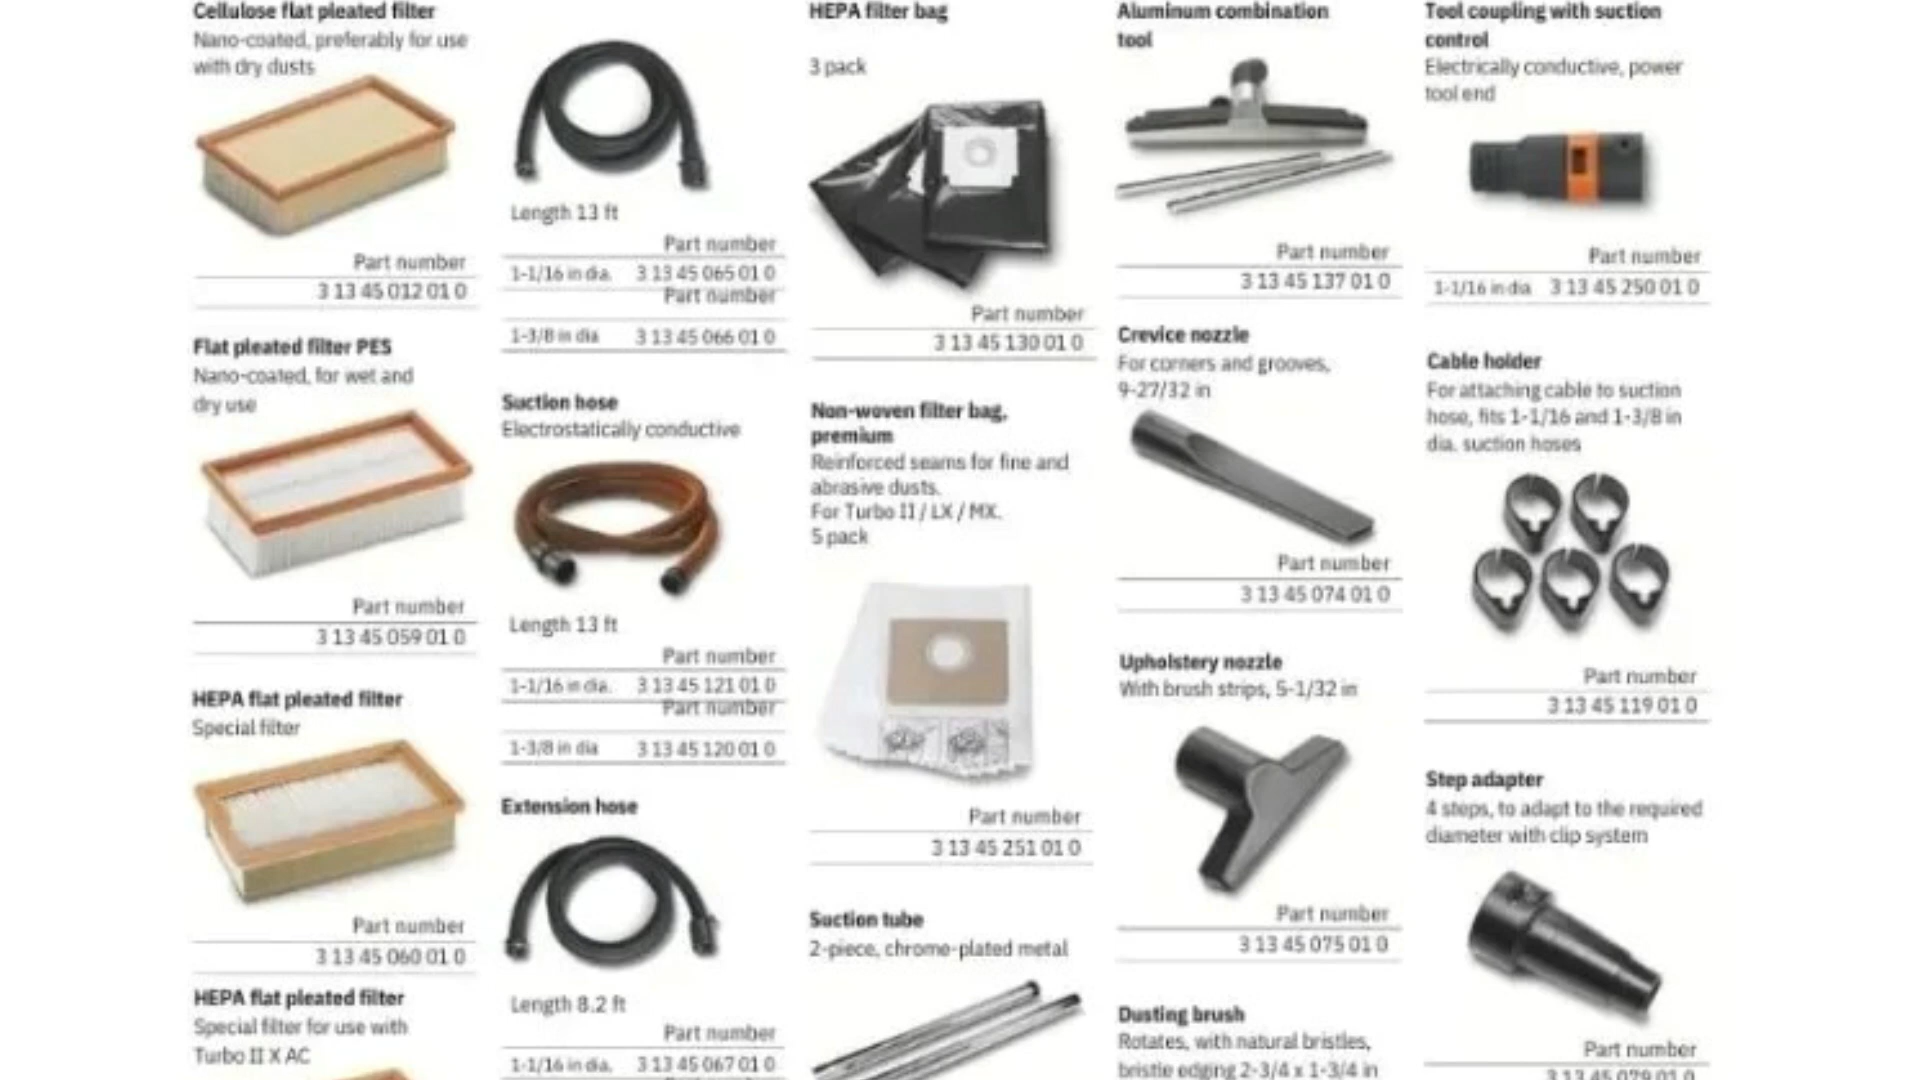 Cellulose flat pleated filter
Nano-coated, preferably for use
with dry dusts
Part number
3 13 45 012 01 0
Flat pleated filter PES
Nano-coated, for wet and
dry use
Part number
3 13 45 059 01 0
HEPA flat pleated filter
Special filter
Part number
3 13 45 060 01 0
HEPA flat pleated filter
Special filter for use with
Turbo II X AC
Length 13 ft
Part number
1-1/16 in dia. 3 13 45 065 01 0
Part number
1-3/8 in dia 3 13 45 066 01 0
Suction hose
Electrostatically conductive
Length 13 ft
Part number
1-1/16 in dia. 3 13 45 121 01 0
Part number
1-3/8 in dia 3 13 45 120 01 0
Extension hose
Length 8.2 ft
Part number
1-1/16 in dia. 3 13 45 067 01 0
HEPA filter bag
3 pack
Part number
3 13 45 130 01 0
Non-woven filter bag,
premium
Reinforced seams for fine and
abrasive dusts.
For Turbo II / LX / MX.
5 pack
Part number
3 13 45 251 01 0
Suction tube
2-piece, chrome-plated metal
Aluminum combination
tool
Part number
3 13 45 137 01 0
Crevice nozzle
For corners and grooves,
9-27/32 in
Part number
3 13 45 074 01 0
Upholstery nozzle
With brush strips, 5-1/32 in
Part number
3 13 45 075 01 0
Dusting brush
Rotates, with natural bristles,
bristle edging 2-3/4 x 1-3/4 in
Tool coupling with suction
control
Electrically conductive, power
tool end
Part number
1-1/16 in dia 3 13 45 250 01 0
Cable holder
For attaching cable to suction
hose, fits 1-1/16 and 1-3/8 in
dia. suction hoses
Part number
3 13 45 119 01 0
Step adapter
4 steps, to adapt to the required
diameter with clip system
Part number
3 13 45 079 01 0